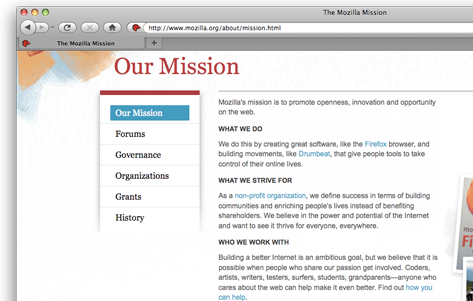 The Mozilla Mission
http://www.mozilla.org/about/mission.html
The Mozilla Mission
Our Mission
Our Mission
Forums
Governance
Organizations
Grants
History
Mozilla's mission is to promote openness, innovation and opportunity
on the web.
WHAT WE DO
We do this by creating great software, like the Firefox browser, and
building movements, like Drumbeat, that give people tools to take
control of their online lives.
WHAT WE STRIVE FOR
As a non-profit organization, we define success in terms of building
communities and enriching people's lives instead of benefiting
shareholders. We believe in the power and potential of the Internet
and want to see it thrive for everyone, everywhere.
WHO WE WORK WITH
Building a better Internet is an ambitious goal, but we believe that it is
possible when people who share our passion get involved. Coders,
artists, writers, testers, surfers, students, grandparents—anyone who
cares about the web can help make it even better. Find out how you
can help.
mo
Fi